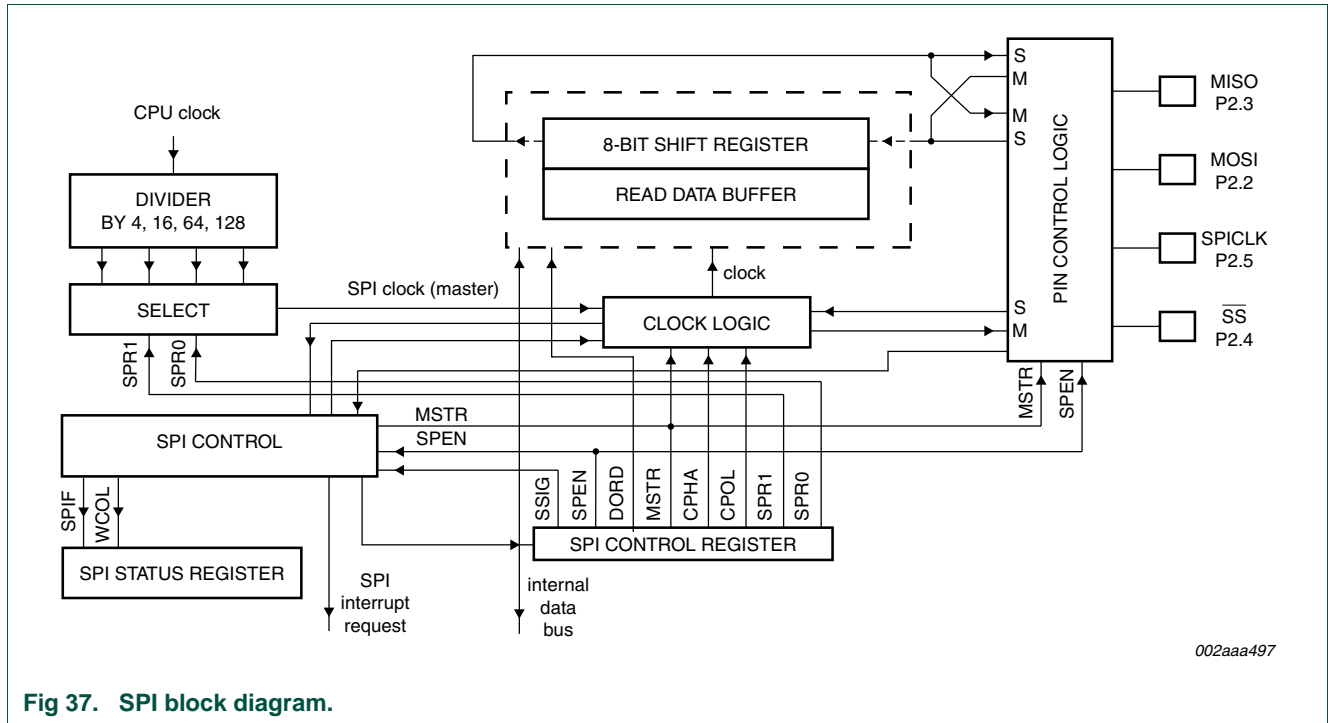 CPU clock
DIVIDER
BY 4, 16, 64, 128
SELECT
SPR1
SPR0
SPI clock (master)
8-BIT SHIFT REGISTER
READ DATA BUFFER
clock
CLOCK LOGIC
S
M
M
S
S
M
PIN CONTROL LOGIC
MISO
P2.3
MOSI
P2.2
SPICLK
P2.5
SS
P2.4
MSTR
SPEN
SPI CONTROL
MSTR
SPEN
SPIF
WCOL
SPI STATUS REGISTER
SSIG
SPEN
DORD
MSTR
CPHA
CPOL
SPR1
SPR0
SPI CONTROL REGISTER
SPI
interrupt
request
internal
data
bus
002aaa497
Fig 37. SPI block diagram.